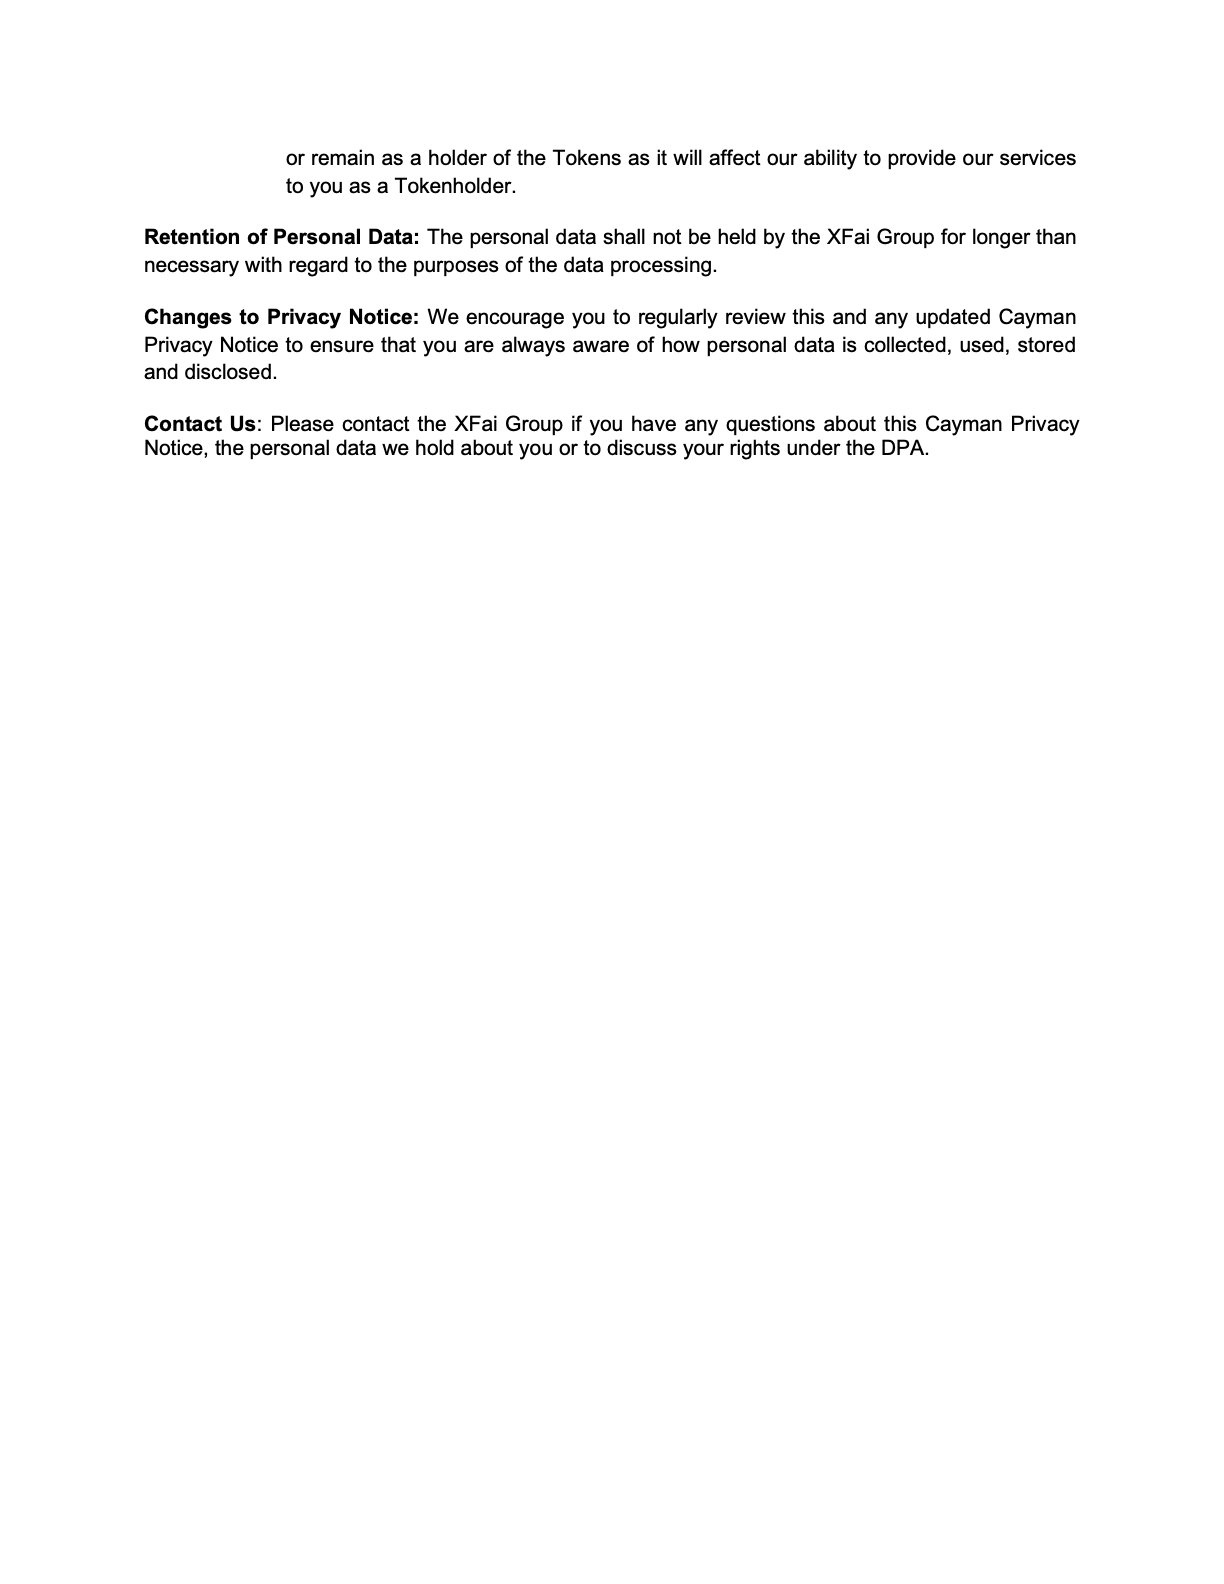 or remain as a holder of the Tokens as it will affect our ability to provide our services
to you as a Tokenholder.
Retention of Personal Data: The personal data shall not be held by the XFai Group for longer than
necessary with regard to the purposes of the data processing.
Changes to Privacy Notice: We encourage you to regularly review this and any updated Cayman
Privacy Notice to ensure that you are always aware of how personal data is collected, used, stored
and disclosed.
Contact Us: Please contact the XFai Group if you have any questions about this Cayman Privacy
Notice, the personal data we hold about you or to discuss your rights under the DPA.